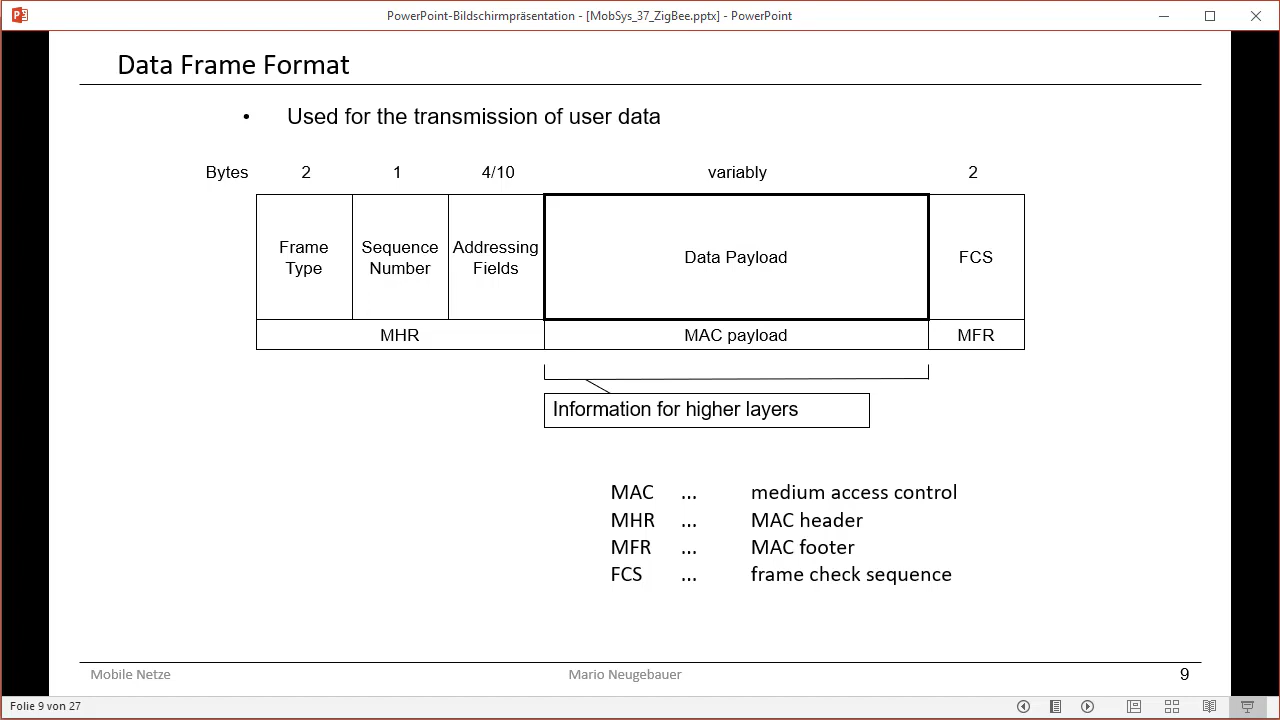 PowerPoint-Bildschirmpräsentation - [MobSys_37_ZigBee.pptx] - PowerPoint
Data Frame Format
• Used for the transmission of user data
Bytes 2 1 4/10 variably 2
Frame Type
Sequence Number
Addressing Fields
Data Payload
FCS
MHR MAC payload MFR
Information for higher layers
MAC ... medium access control
MHR ... MAC header
MFR ... MAC footer
FCS ... frame check sequence
Mobile Netze Mario Neugebauer 9
Folie 9 von 27